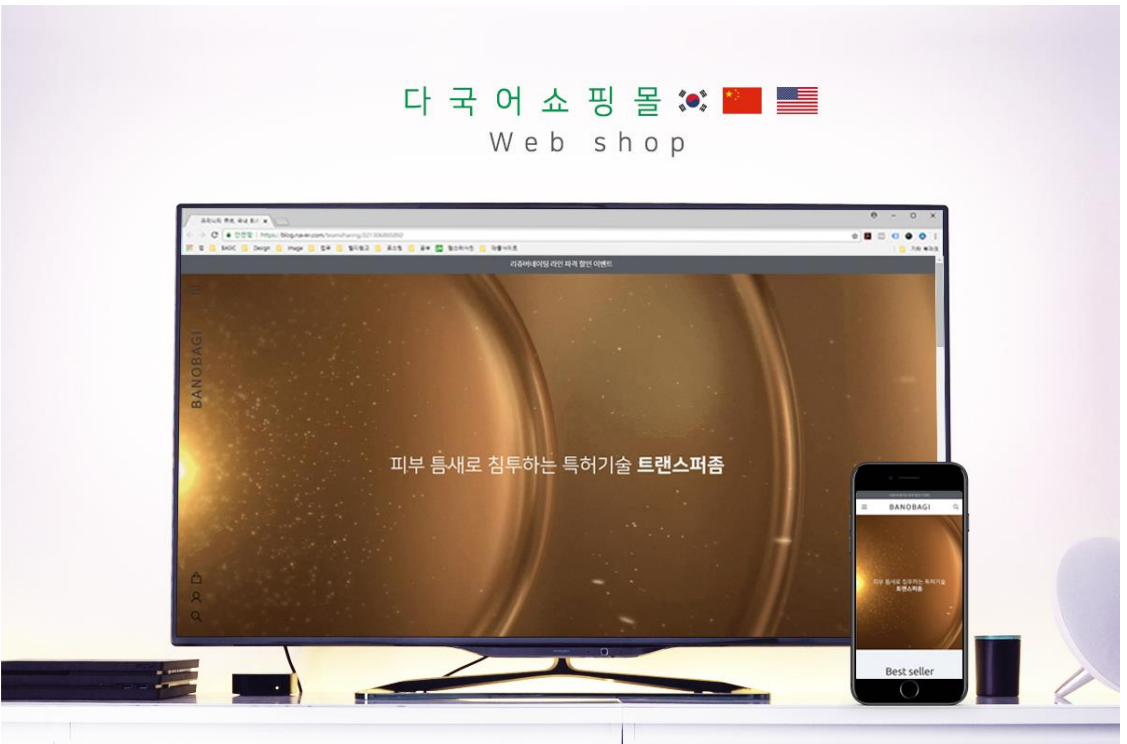 다국어쇼핑몰
Web shop
리쥬버네이팅 라인 파격 할인 이벤트
BANOBAGI
피부 틈새로 침투하는 특허기술 트랜스퍼좀
BANOBAGI
피부 틈새로 침투하는 특허기술
트랜스퍼좀
Best seller